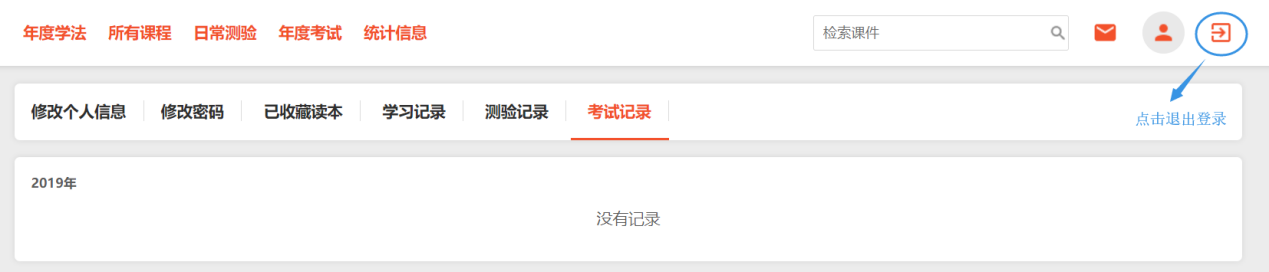 年度学法 所有课程 日常测验 年度考试 统计信息 检索课件
修改个人信息 修改密码 已收藏读本 学习记录 测验记录 考试记录
点击退出登录
2019年
没有记录